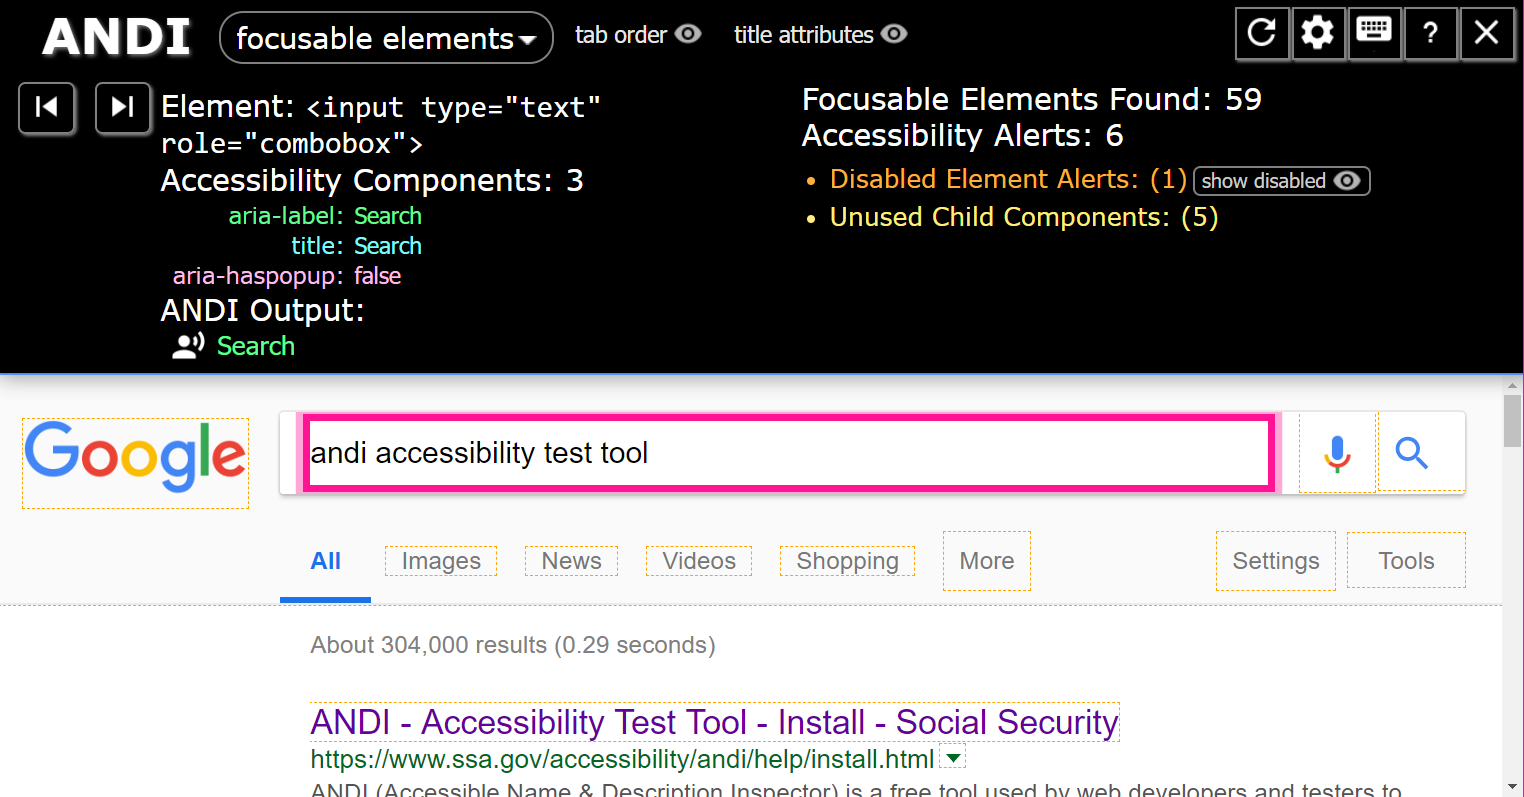 ANDI focusable elements tab order title attributes ?
Element: <input type="text"
role="combobox">
Accessibility Components: 3
aria-label: Search
title: Search
aria-haspopup: false
ANDI Output:
Search
Focusable Elements Found: 59
Accessibility Alerts: 6
• Disabled Element Alerts: (1) show disabled
• Unused Child Components: (5)
Google andi accessibility test tool
All Images News Videos Shopping More Settings Tools
About 304,000 results (0.29 seconds)
ANDI - Accessibility Test Tool - Install - Social Security
https://www.ssa.gov/accessibility/andi/help/install.html
ANDI (Accessible Name & Description Inspector) is a free tool used by web developers and testers to